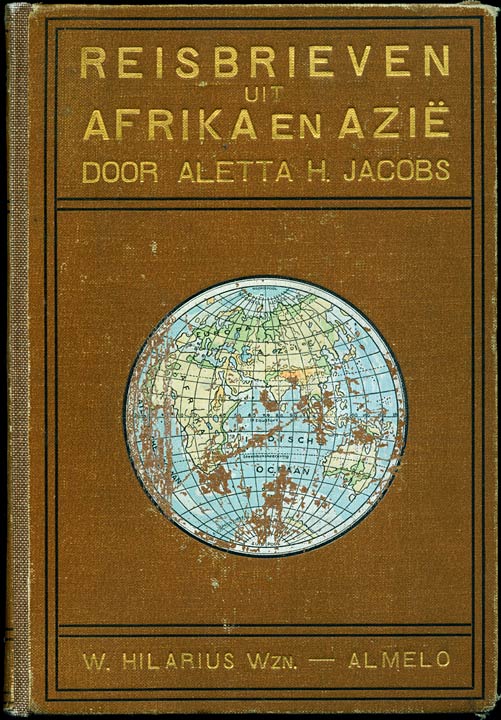 REISBRIEVEN
UIT
AFRIKA EN AZIË
DOOR ALETTA H. JACOBS
INDISCH
OCEAAN
W. HILARIUS WZN. — ALMELO